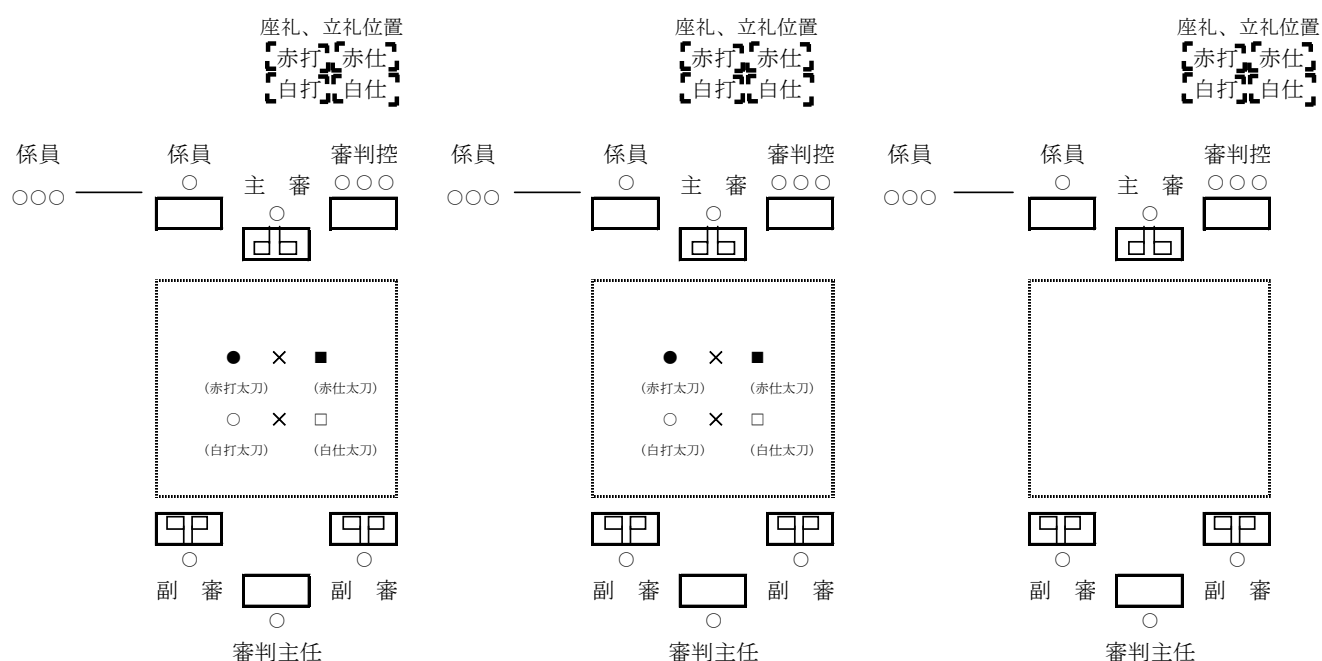 座礼、立礼位置 座礼、立礼位置 座礼、立礼位置
赤打 赤仕 赤打 赤仕 赤打 赤仕
白打 白仕 白打 白仕 白打 白仕
係員 係員 審判控 係員 係員 審判控 係員 係員 審判控
主 審 主 審 主 審
(赤打太刀) (赤仕太刀) (赤打太刀) (赤仕太刀)
(白打太刀) (白仕太刀) (白打太刀) (白仕太刀)
副 審 副 審 副 審 副 審 副 審 副 審
審判主任 審判主任 審判主任